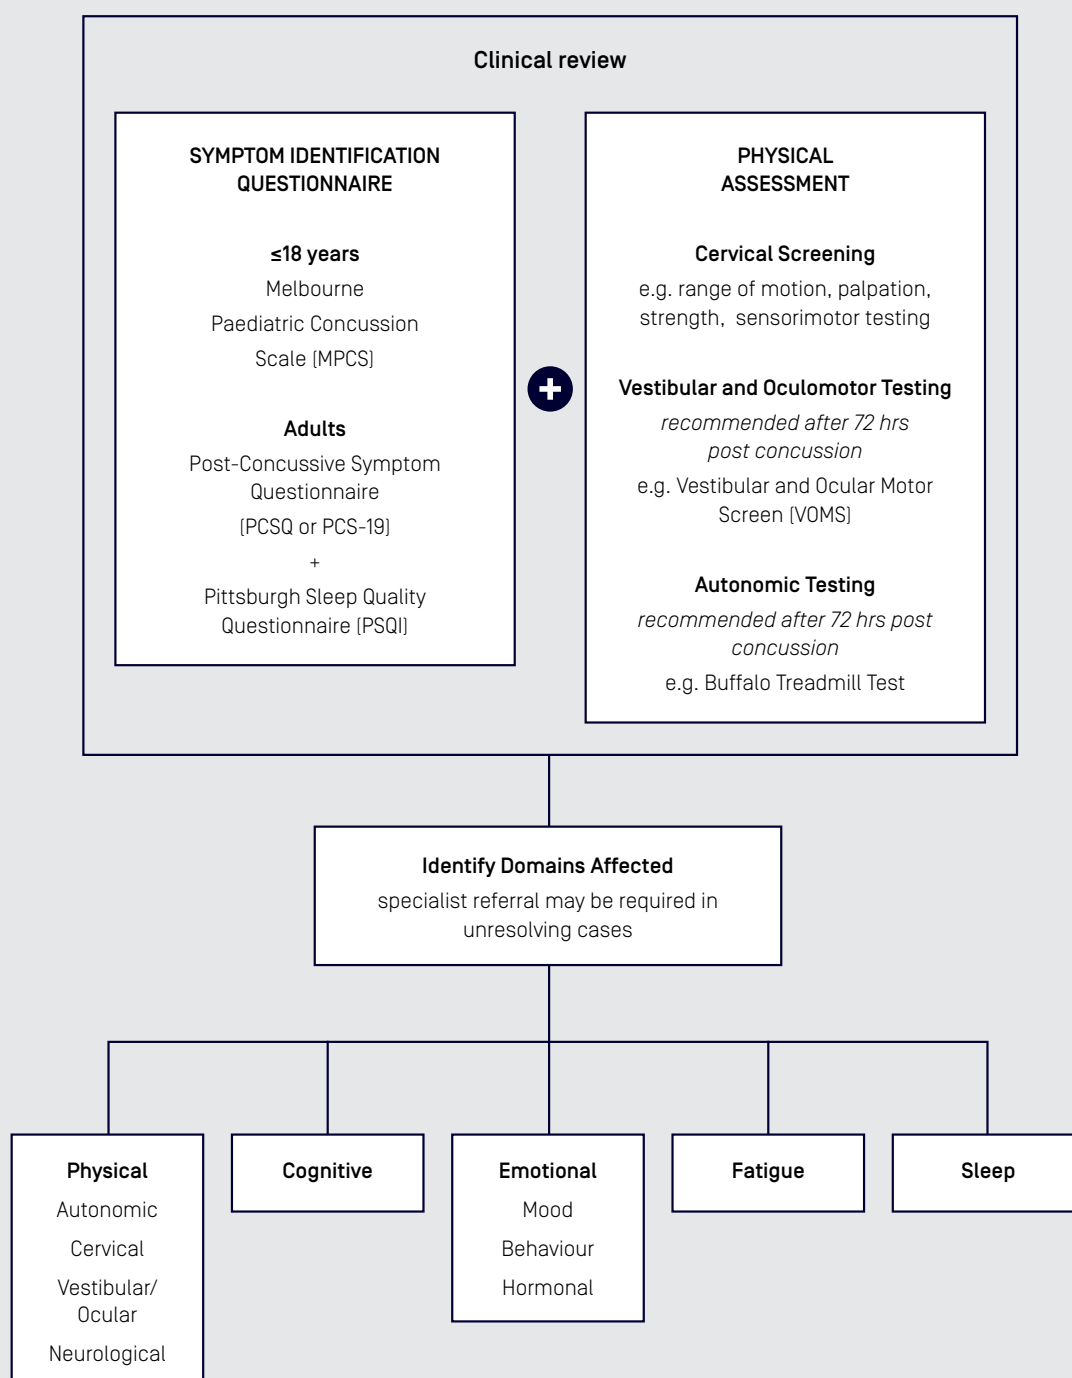 Clinical review
SYMPTOM IDENTIFICATION
QUESTIONNAIRE
≤18 years
Melbourne
Paediatric Concussion
Scale [MPCS]
Adults
Post-Concussive Symptom
Questionnaire
[PCSQ or PCS-19]
+
Pittsburgh Sleep Quality
Questionnaire [PSQI]
+
PHYSICAL
ASSESSMENT
Cervical Screening
e.g. range of motion, palpation,
strength, sensorimotor testing
Vestibular and Oculomotor Testing
recommended after 72 hrs
post concussion
e.g. Vestibular and Ocular Motor
Screen [VOMS]
Autonomic Testing
recommended after 72 hrs post
concussion
e.g. Buffalo Treadmill Test
Identify Domains Affected
specialist referral may be required in
unresolving cases
Physical
Autonomic
Cervical
Vestibular/
Ocular
Neurological
Cognitive
Emotional
Mood
Behaviour
Hormonal
Fatigue
Sleep